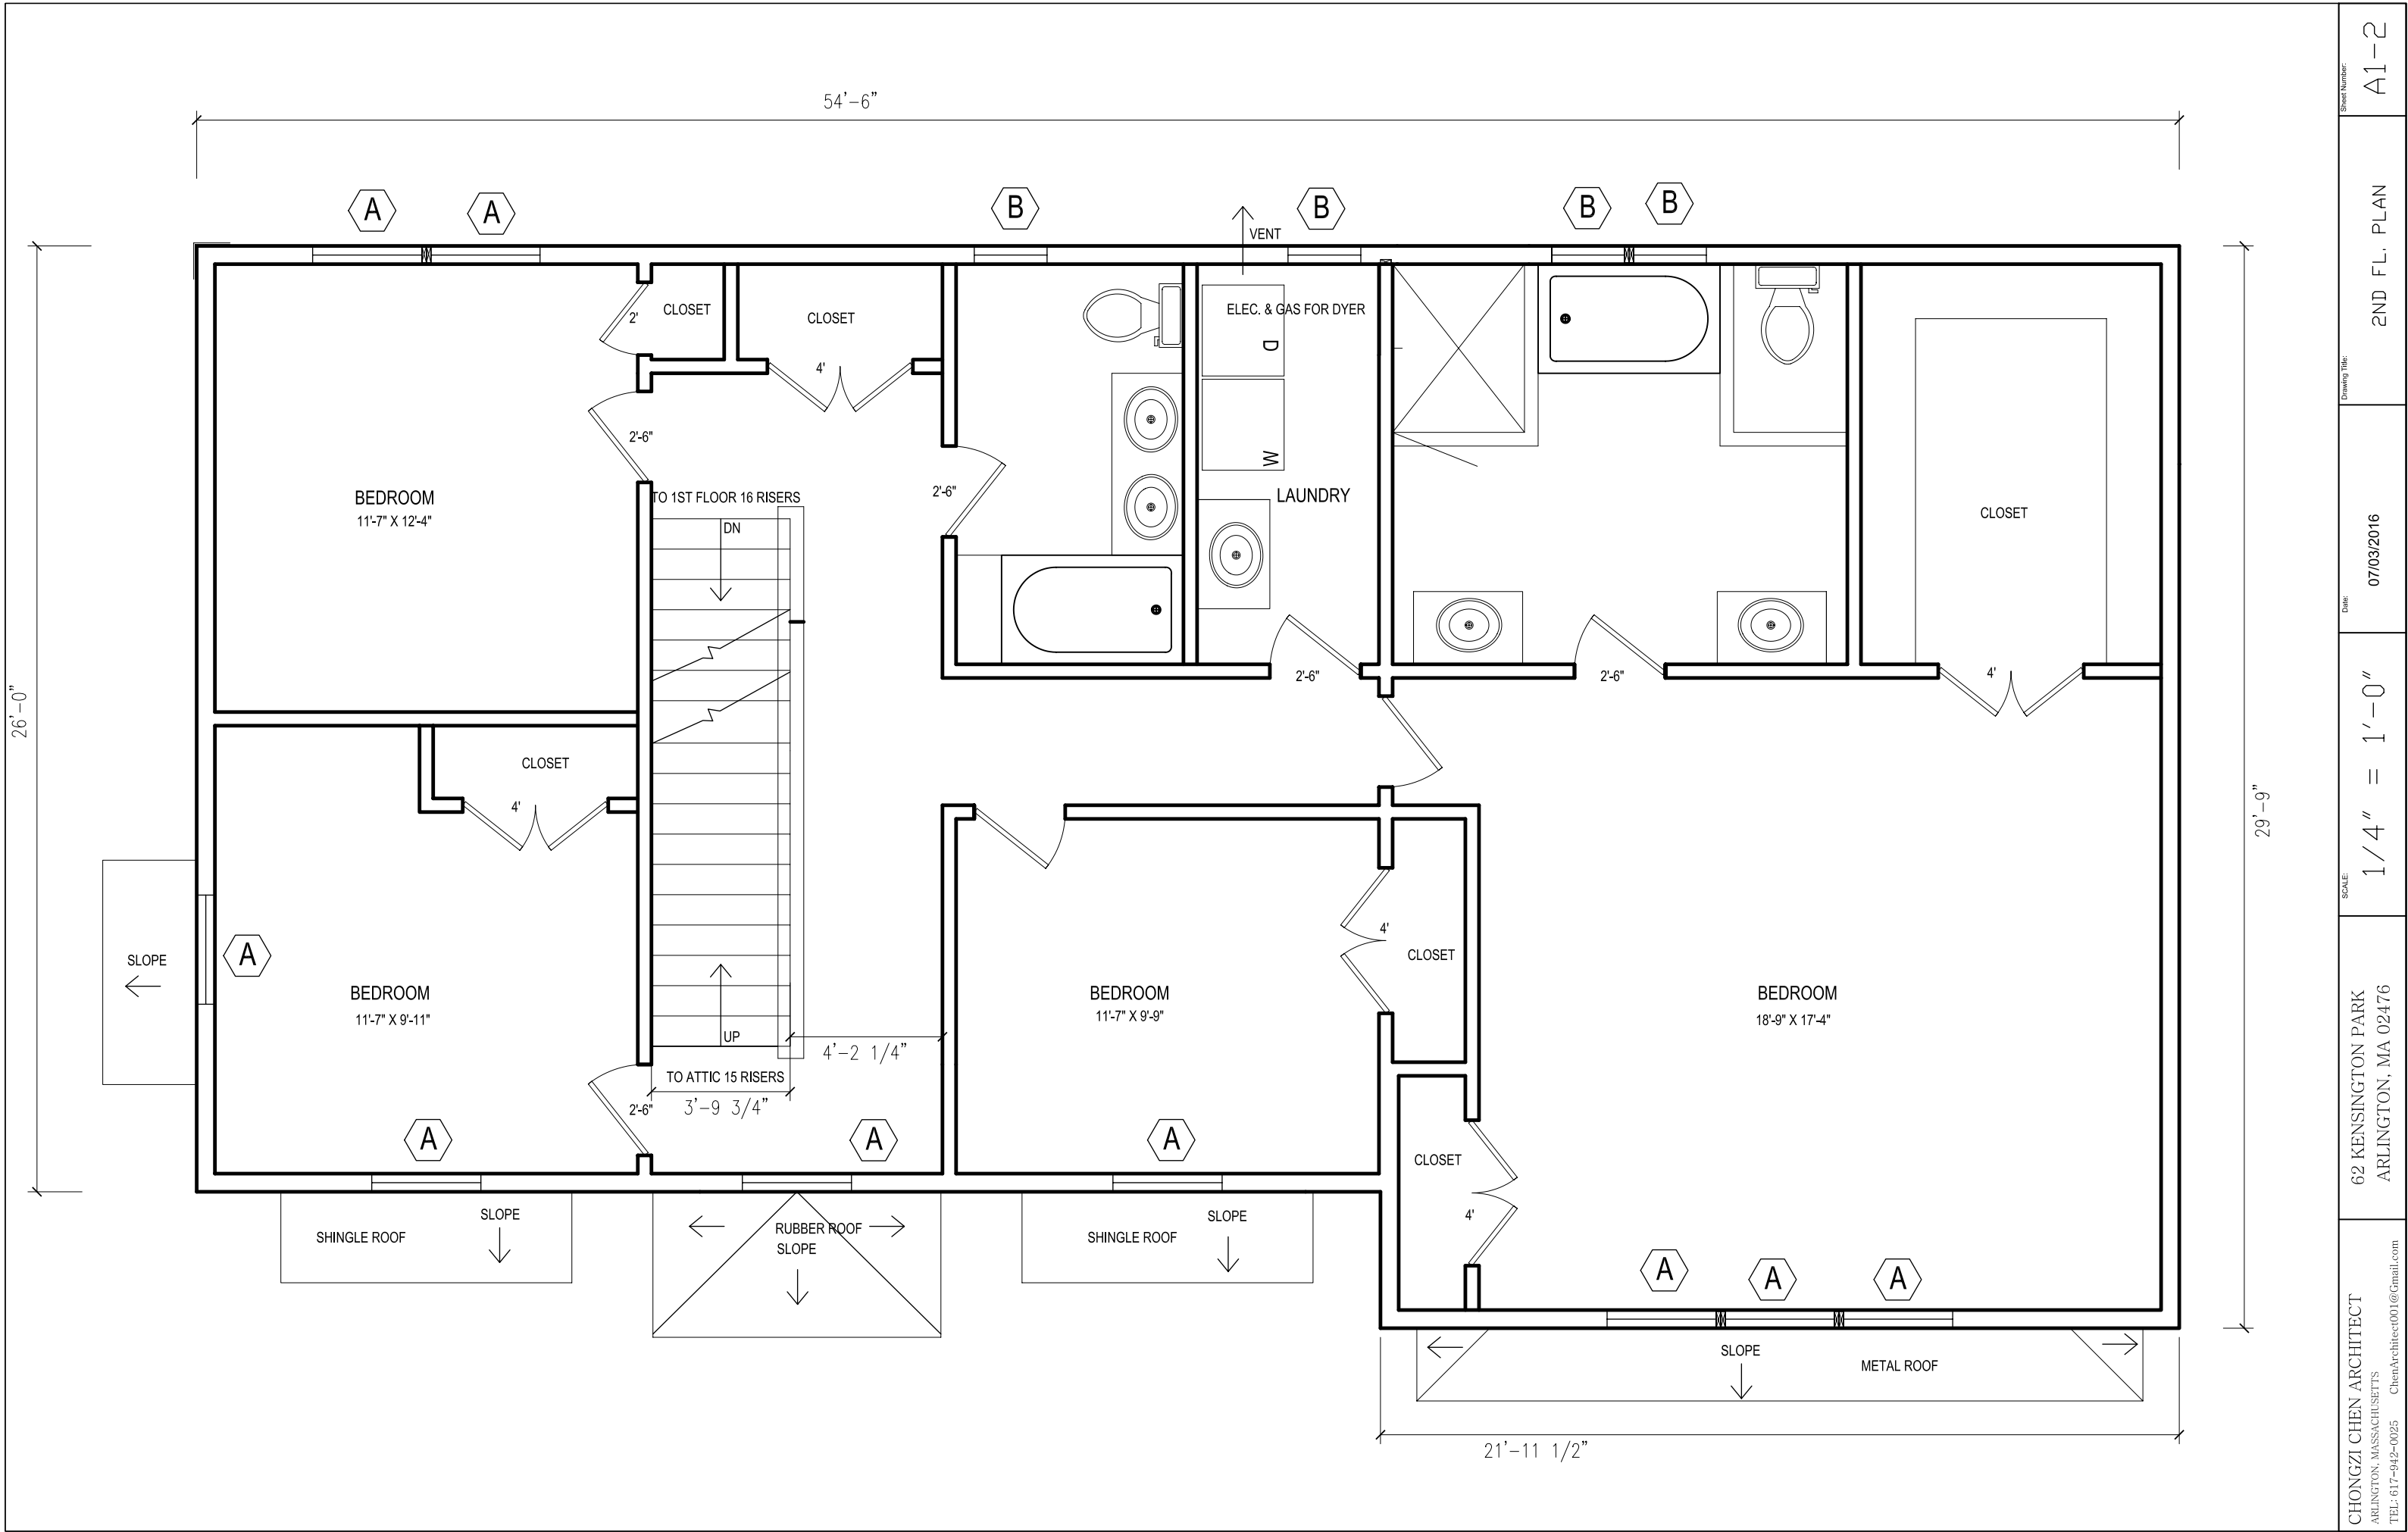 54'-6"
A
A
B
B
B
B
VENT
2'
CLOSET
CLOSET
4'
ELEC. & GAS FOR DYER
D
W
2'-6"
2'-6"
BEDROOM
11'-7" X 12'-4"
TO 1ST FLOOR 16 RISERS
DN
LAUNDRY
CLOSET
26'-0"
2'-6"
2'-6"
4'
CLOSET
4'
29'-9"
SLOPE
A
BEDROOM
11'-7" X 9'-11"
UP
4'-2 1/4"
TO ATTIC 15 RISERS
3'-9 3/4"
2'-6"
BEDROOM
11'-7" X 9'-9"
4'
CLOSET
BEDROOM
18'-9" X 17'-4"
A
A
A
CLOSET
4'
A
A
A
SHINGLE ROOF
SLOPE
RUBBER ROOF
SLOPE
SHINGLE ROOF
SLOPE
SLOPE
METAL ROOF
21'-11 1/2"
CHONGZI CHEN ARCHITECT
ARLINGTON, MASSACHUSETTS
TEL: 617-942-0025 ChenArchitect001@Gmail.com
62 KENSINGTON PARK
ARLINGTON, MA 02476
SCALE:
1/4" = 1'-0"
Date:
07/03/2016
Drawing Title:
2ND FL. PLAN
Sheet Number:
A1-2